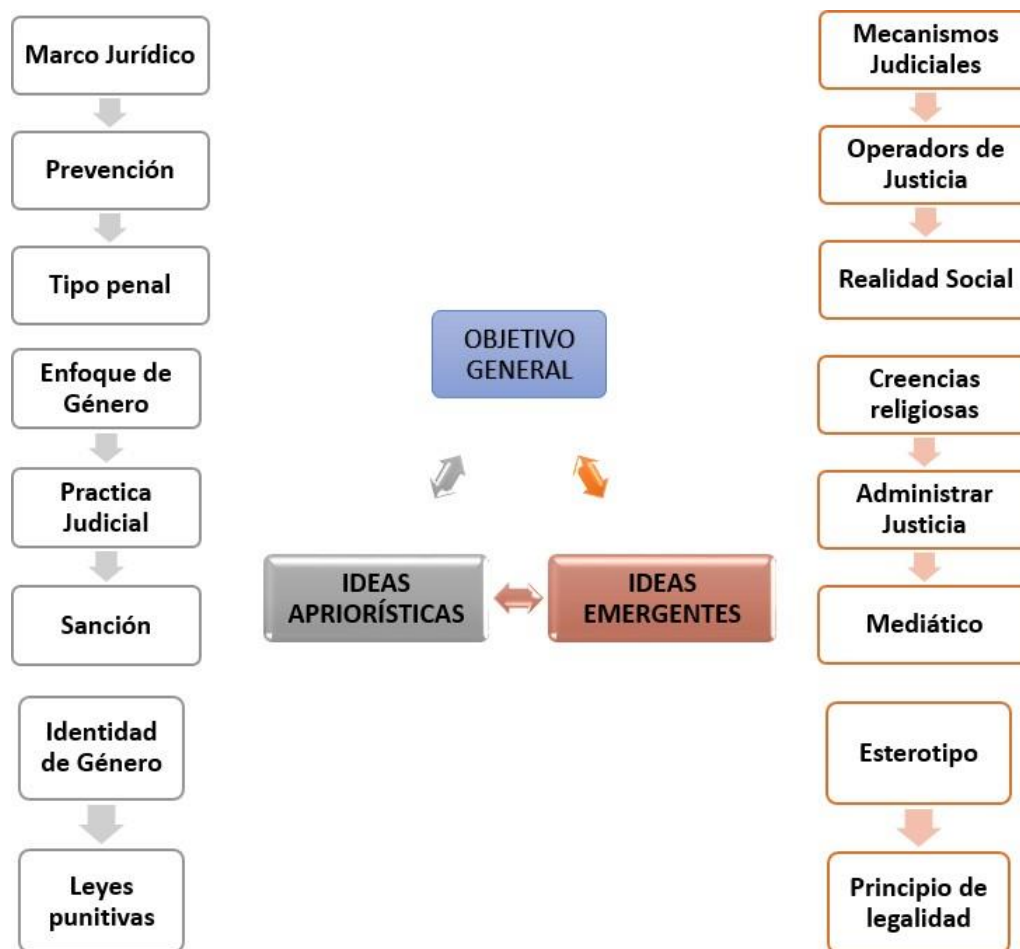 Marco Jurídico
Prevención
Tipo penal
Enfoque de
Género
Practica
Judicial
Sanción
Identidad
de Género
Leyes
punitivas
OBJETIVO
GENERAL
IDEAS
APRIORÍSTICAS
IDEAS
EMERGENTES
Mecanismos
Judiciales
Operadors de
Justicia
Realidad Social
Creencias
religiosas
Administrar
Justicia
Mediático
Esterotipo
Principio de
legalidad